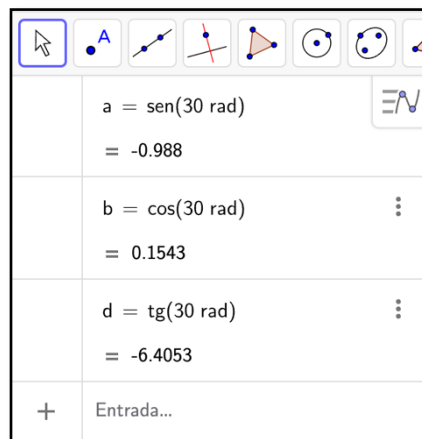 A
a = sen(30 rad)
= -0.988
b = cos(30 rad)
= 0.1543
d = tg(30 rad)
= -6.4053
+ Entrada...